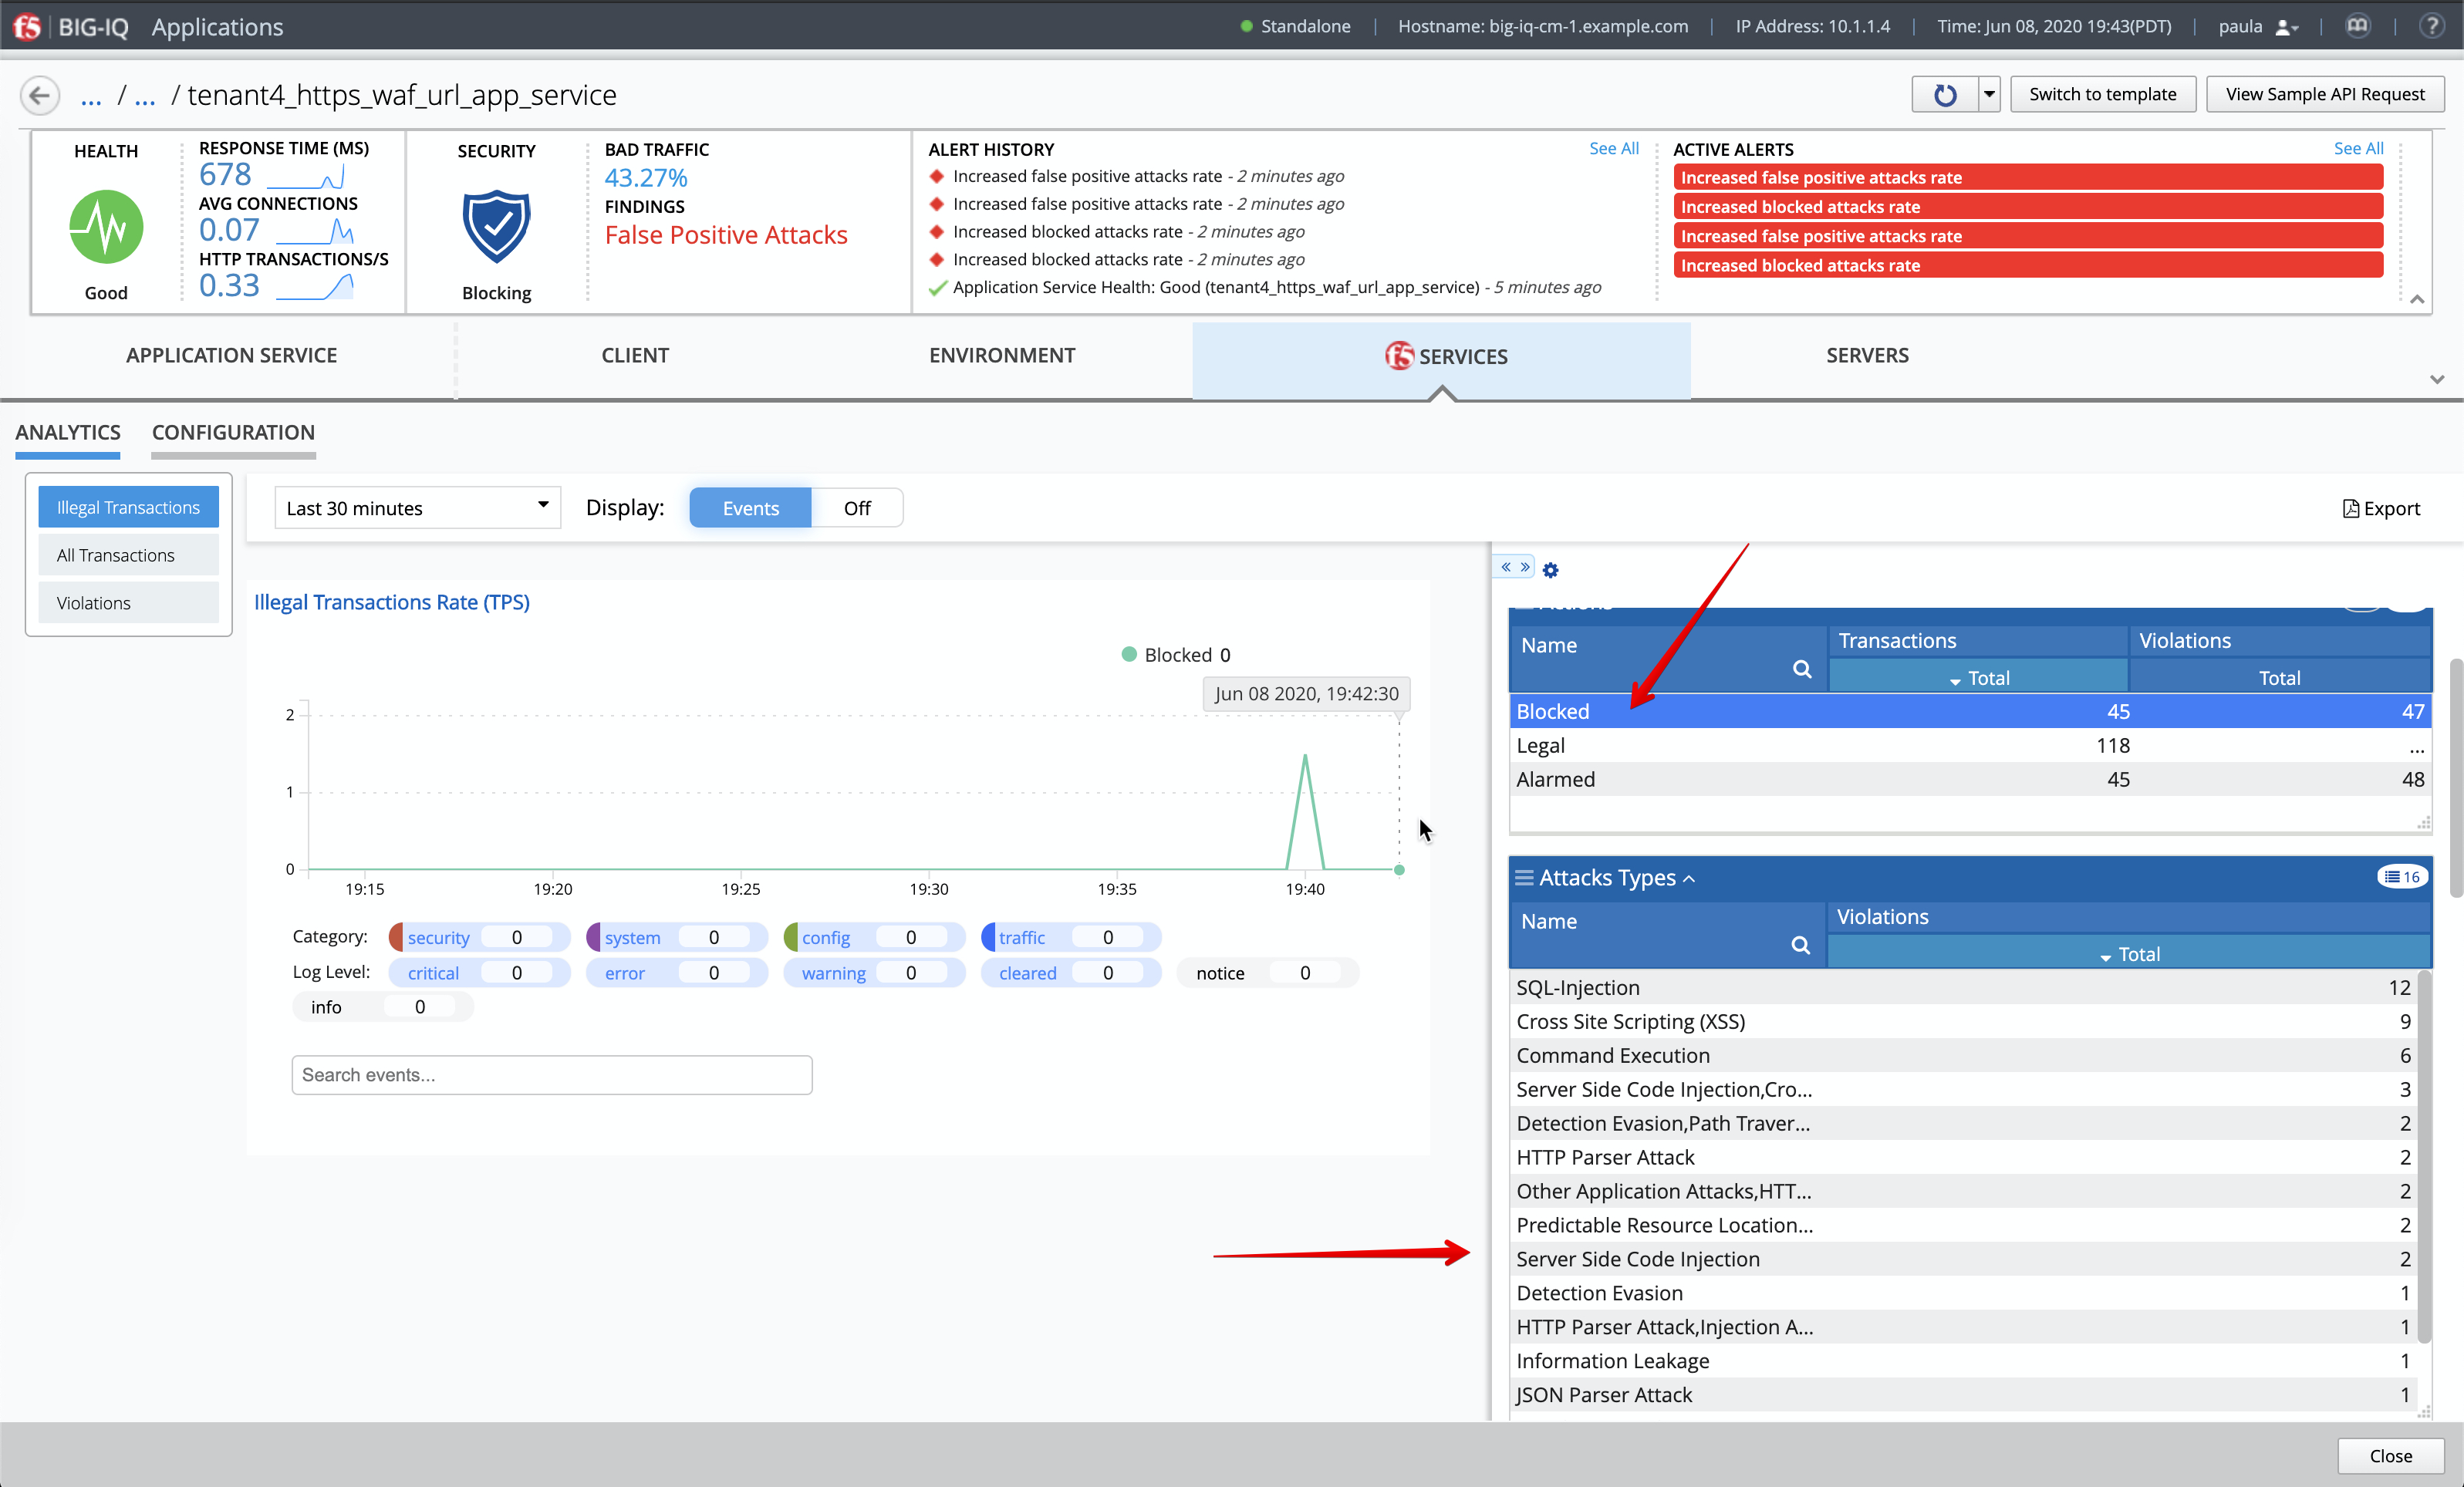 f5 BIG-IQ Applications Standalone | Hostname: big-iq-cm-1.example.com | IP Address: 10.1.1.4 | Time: Jun 08, 2020 19:43(PDT) | paula | ?
... / ... / tenant4_https_waf_url_app_service
Switch to template
View Sample API Request
HEALTH
Good
RESPONSE TIME (MS)
678
AVG CONNECTIONS
0.07
HTTP TRANSACTIONS/S
0.33
SECURITY
Blocking
BAD TRAFFIC
43.27%
FINDINGS
False Positive Attacks
ALERT HISTORY See All
Increased false positive attacks rate - 2 minutes ago
Increased false positive attacks rate - 2 minutes ago
Increased blocked attacks rate - 2 minutes ago
Increased blocked attacks rate - 2 minutes ago
Application Service Health: Good (tenant4_https_waf_url_app_service) - 5 minutes ago
ACTIVE ALERTS See All
Increased false positive attacks rate
Increased blocked attacks rate
Increased false positive attacks rate
Increased blocked attacks rate
APPLICATION SERVICE CLIENT ENVIRONMENT f5 SERVICES SERVERS
ANALYTICS CONFIGURATION
Illegal Transactions
All Transactions
Violations
Last 30 minutes Display: Events Off Export
Illegal Transactions Rate (TPS)
Blocked 0
Jun 08 2020, 19:42:30
2
1
0
19:15 19:20 19:25 19:30 19:35 19:40
Category: security 0 system 0 config 0 traffic 0
Log Level: critical 0 error 0 warning 0 cleared 0 notice 0
info 0
Search events...
« »
Name Transactions Violations
Total Total
Blocked 45 47
Legal 118 ...
Alarmed 45 48
Attacks Types 16
Name Violations
Total
SQL-Injection 12
Cross Site Scripting (XSS) 9
Command Execution 6
Server Side Code Injection,Cro... 3
Detection Evasion,Path Traver... 2
HTTP Parser Attack 2
Other Application Attacks,HTT... 2
Predictable Resource Location... 2
Server Side Code Injection 2
Detection Evasion 1
HTTP Parser Attack,Injection A... 1
Information Leakage 1
JSON Parser Attack 1
Close